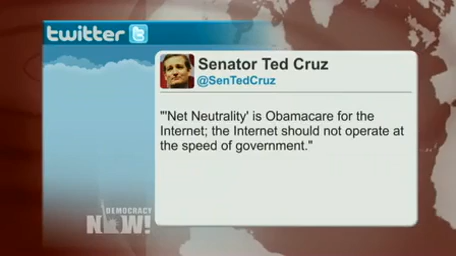 twitter
Senator Ted Cruz
@SenTedCruz
"'Net Neutrality' is Obamacare for the
Internet; the Internet should not operate at
the speed of government."
DEMOCRACY
NOW!